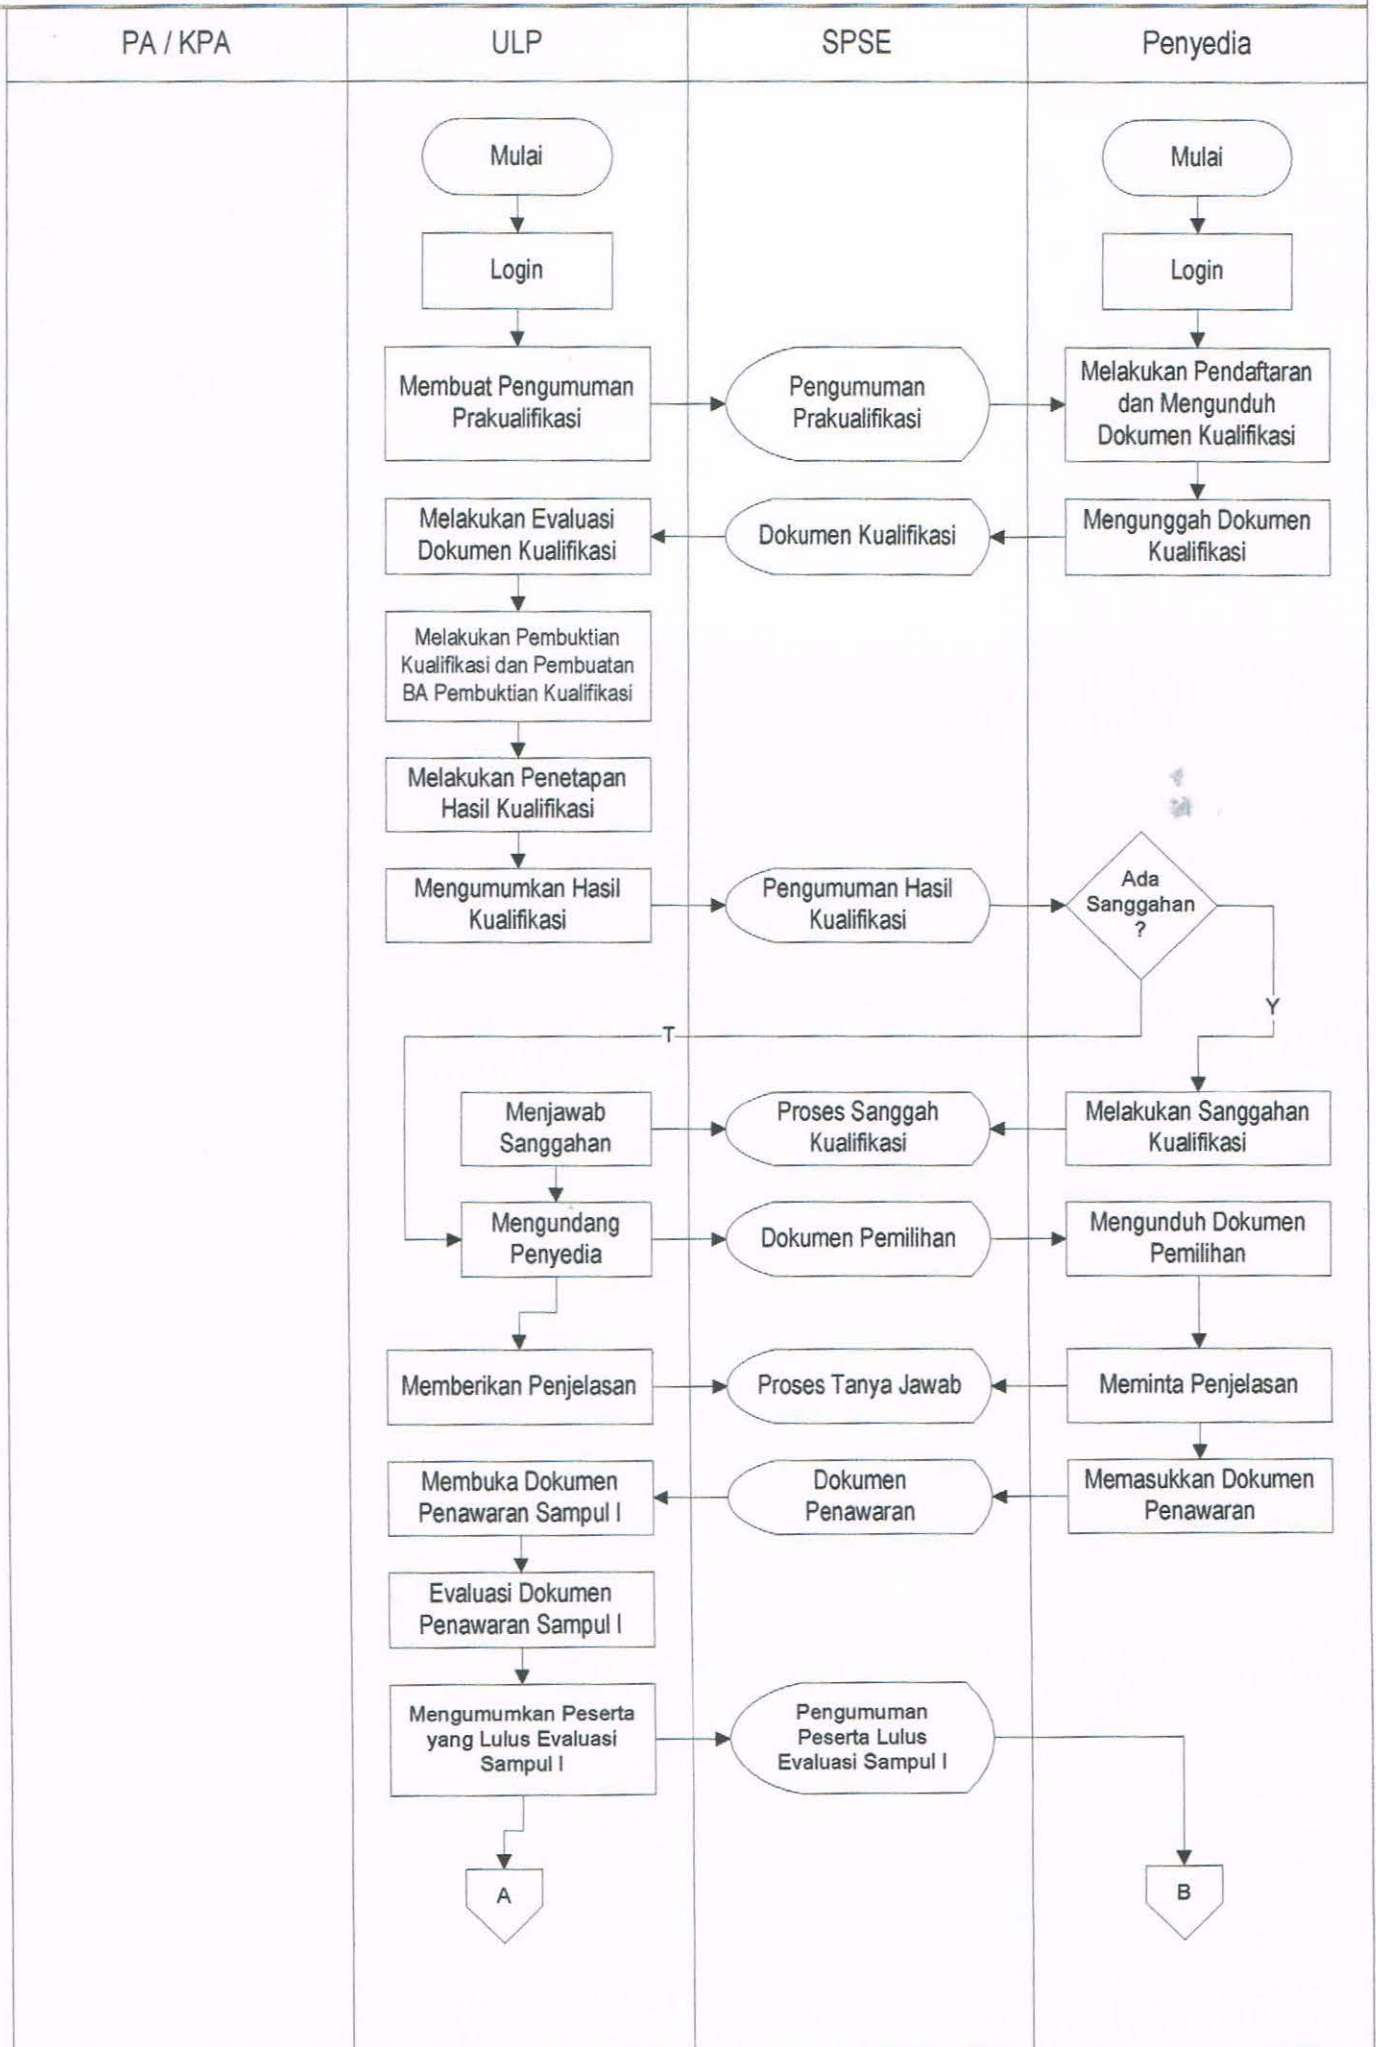 PA / KPA
ULP
SPSE
Penyedia
Mulai
Mulai
Login
Login
Membuat Pengumuman
Prakualifikasi
Pengumuman
Prakualifikasi
Melakukan Pendaftaran
dan Mengunduh
Dokumen Kualifikasi
Melakukan Evaluasi
Dokumen Kualifikasi
Dokumen Kualifikasi
Mengunggah Dokumen
Kualifikasi
Melakukan Pembuktian
Kualifikasi dan Pembuatan
BA Pembuktian Kualifikasi
Melakukan Penetapan
Hasil Kualifikasi
Mengumumkan Hasil
Kualifikasi
Pengumuman Hasil
Kualifikasi
Ada
Sanggahan
?
Y
T
Menjawab
Sanggahan
Proses Sanggah
Kualifikasi
Melakukan Sanggahan
Kualifikasi
Mengundang
Penyedia
Dokumen Pemilihan
Mengunduh Dokumen
Pemilihan
Memberikan Penjelasan
Proses Tanya Jawab
Meminta Penjelasan
Membuka Dokumen
Penawaran Sampul I
Dokumen
Penawaran
Memasukkan Dokumen
Penawaran
Evaluasi Dokumen
Penawaran Sampul I
Mengumumkan Peserta
yang Lulus Evaluasi
Sampul I
Pengumuman
Peserta Lulus
Evaluasi Sampul I
A
B